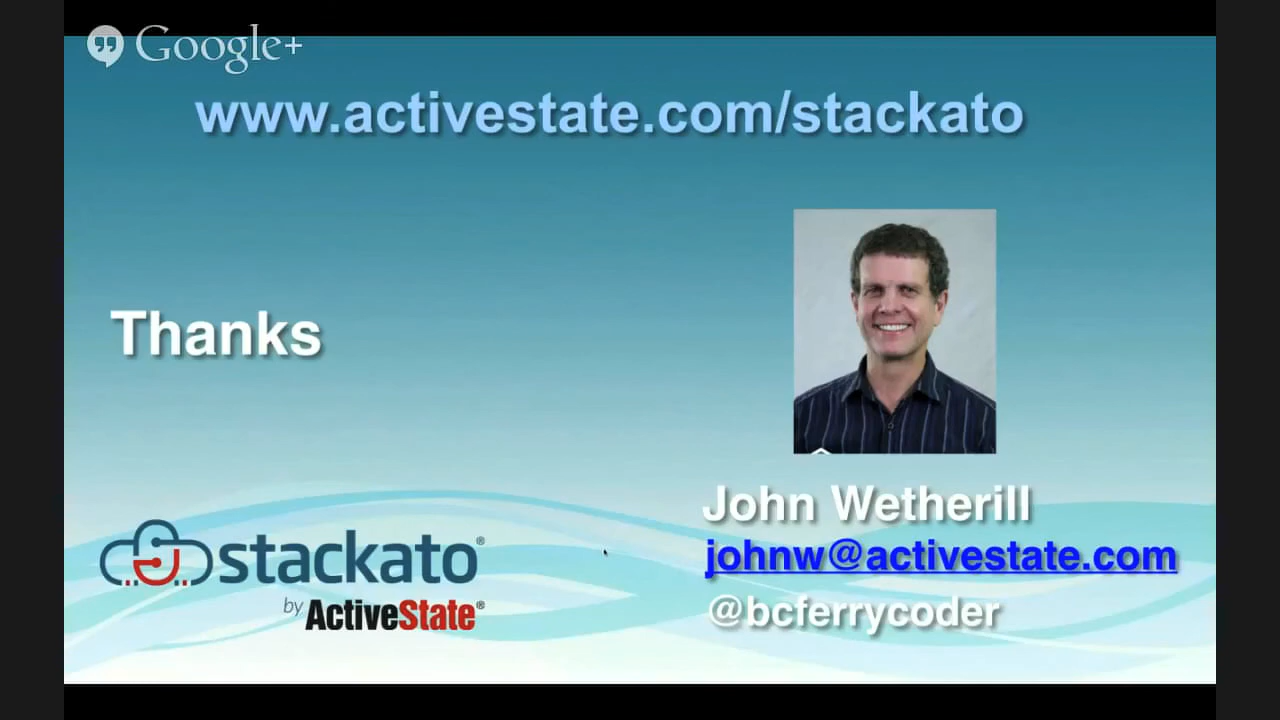 Google+
www.activestate.com/stackato
Thanks
John Wetherill
johnw@activestate.com
@bcferrycoder
stackato®
by ActiveState®